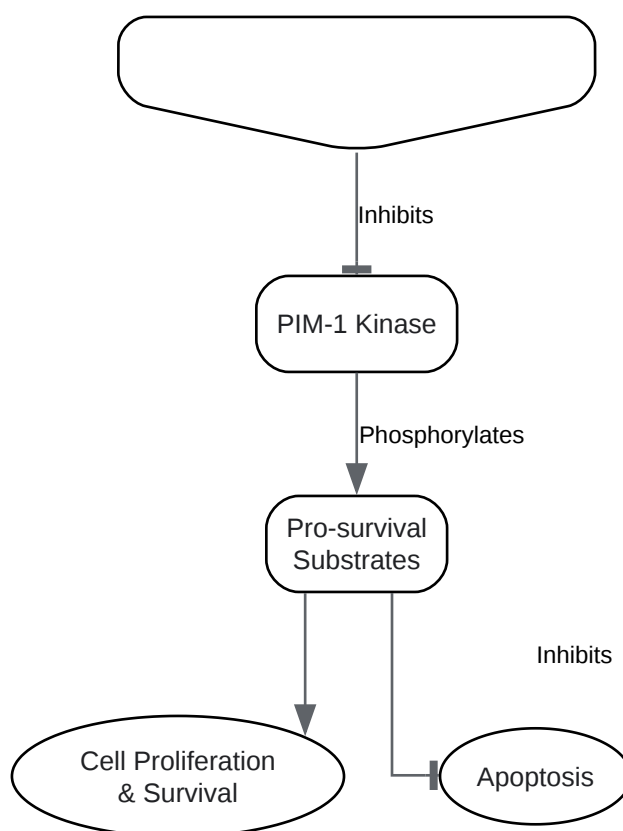 Inhibits
PIM-1 Kinase
Phosphorylates
Pro-survival
Substrates
Inhibits
Cell Proliferation
& Survival
Apoptosis